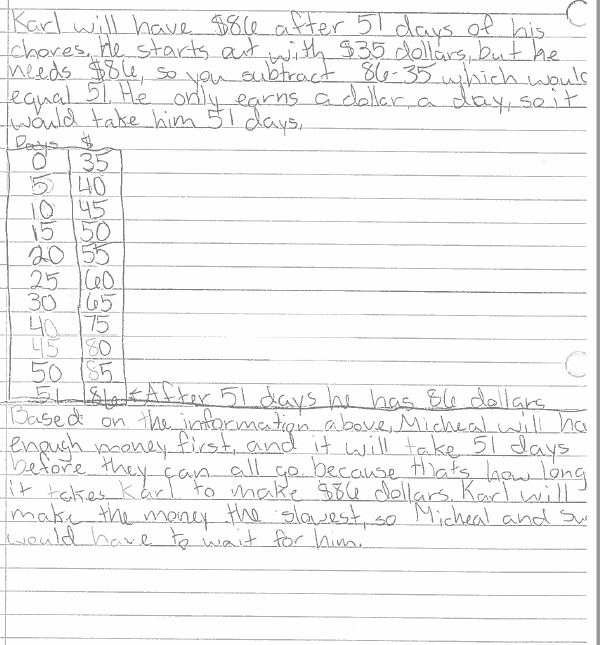 Karl will have $86 after 51 days of his
chores. He starts out with $35 dollars, but he
needs $86, so you subtract 86-35 which would
equal 51. He only earns a dollar a day, so it
would take him 51 days.
Days $
0 35
5 40
10 45
15 50
20 55
25 60
30 65
40 75
45 80
50 85
51 86 ← After 51 days he has 86 dollars
Based on the information above, Micheal will ha
enough money first, and it will take 51 days
before they can all go because thats how long
it takes Karl to make $86 dollars. Karl will
make the money the slowest, so Micheal and
would have to wait for him.